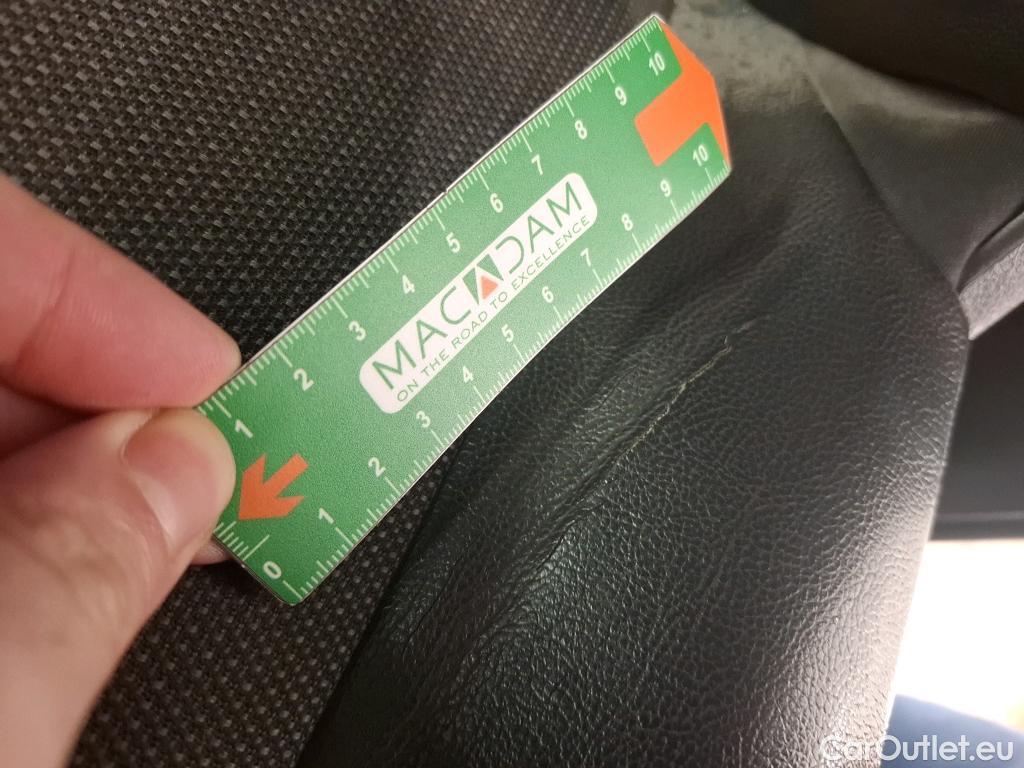 1 2 3 4 5 6 7 8 9 10
MACADAM
ON THE ROAD TO EXCELLENCE
0 1 2 3 4 5 6 7 8 9 10
CarOutlet.eu